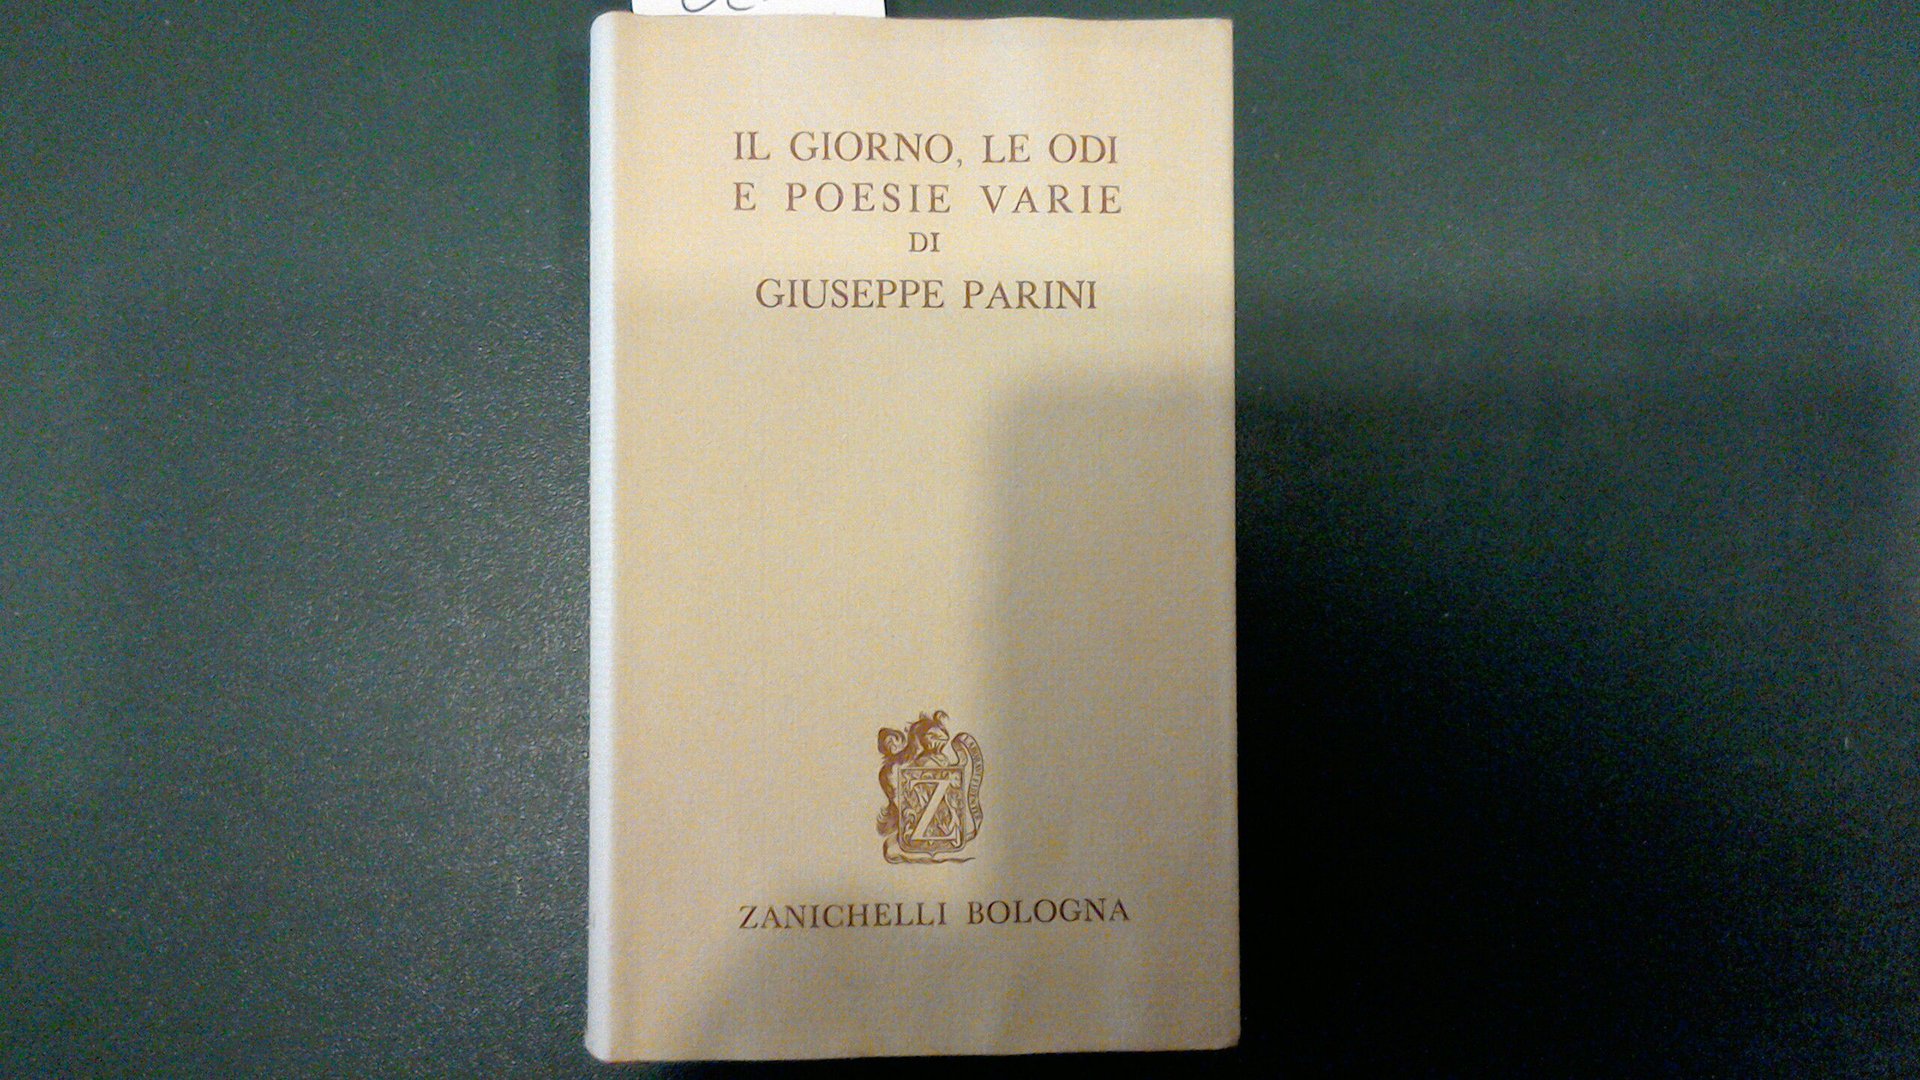 IL GIORNO, LE ODI
E POESIE VARIE
DI
GIUSEPPE PARINI
Z
ZANICHELLI BOLOGNA